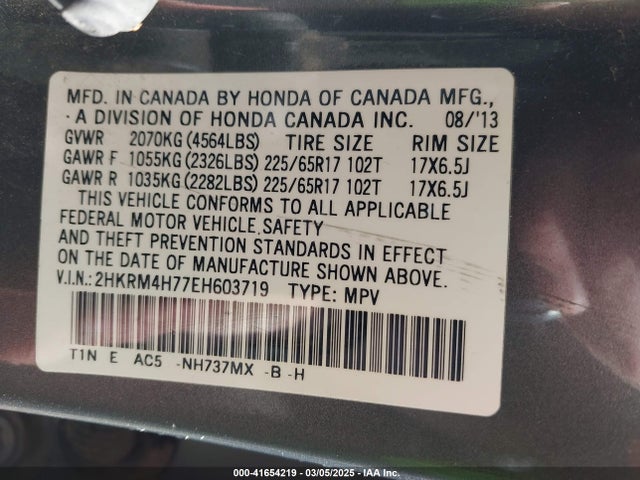 MFD. IN CANADA BY HONDA OF CANADA MFG.,
A DIVISION OF HONDA CANADA INC. 08/'13
GVWR 2070KG (4564LBS) TIRE SIZE RIM SIZE
GAWR F 1055KG (2326LBS) 225/65R17 102T 17X6.5J
GAWR R 1035KG (2282LBS) 225/65R17 102T 17X6.5J
THIS VEHICLE CONFORMS TO ALL APPLICABLE
FEDERAL MOTOR VEHICLE SAFETY
AND THEFT PREVENTION STANDARDS IN EFFECT
ON THE DATE OF MANUFACTURE SHOWN ABOVE.
V.I.N.: 2HKRM4H77EH603719 TYPE: MPV
T1N E AC5 -NH737MX -B -H
000-41654219 - 03/05/2025 - IAA Inc.